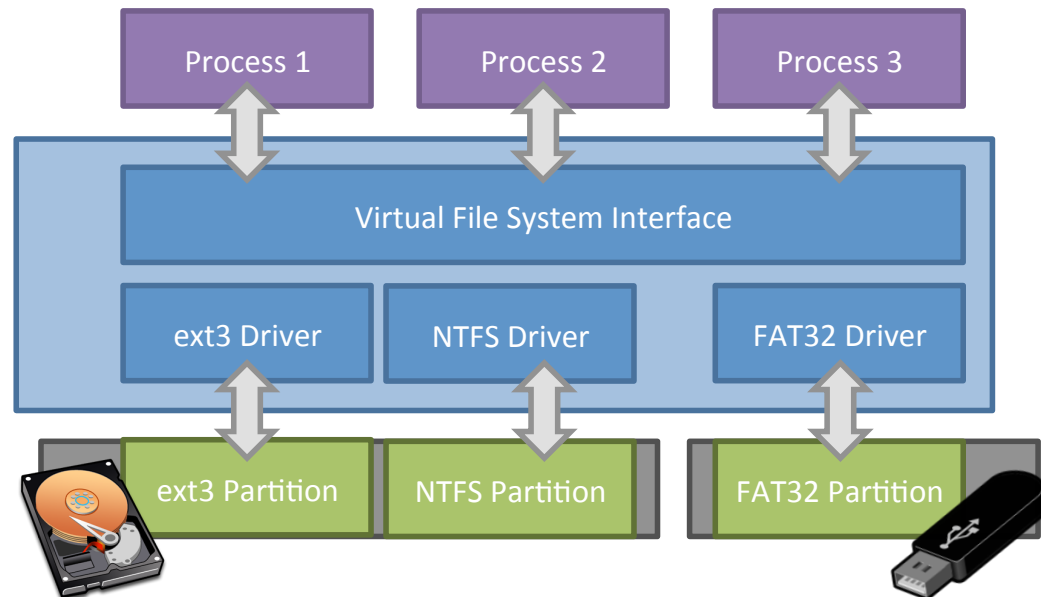 Process 1
Process 2
Process 3
Virtual File System Interface
ext3 Driver
NTFS Driver
FAT32 Driver
ext3 Partition
NTFS Partition
FAT32 Partition